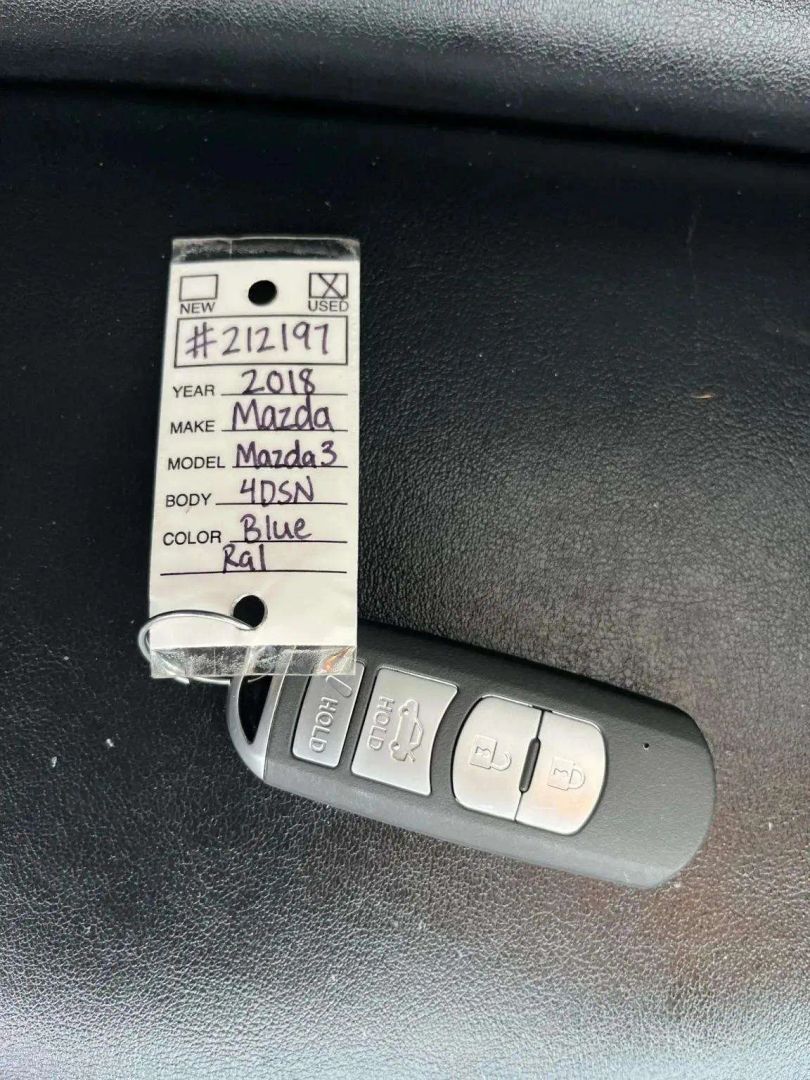 NEW USED
#212197
YEAR 2018
MAKE Mazda
MODEL Mazda3
BODY 4DSN
COLOR Blue
Ral
HOLD
HOLD